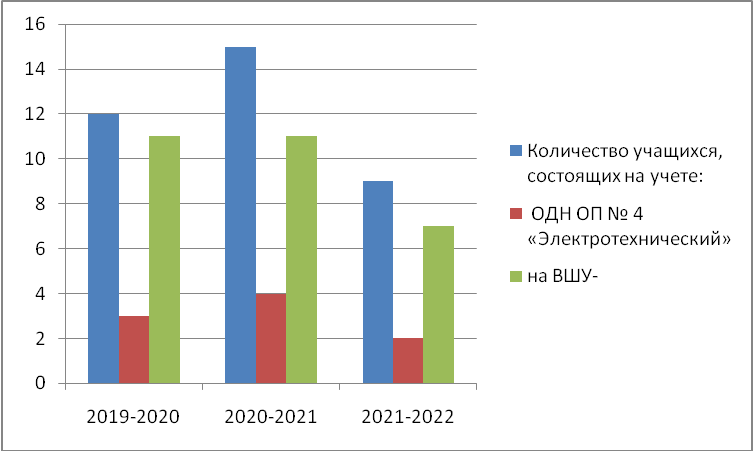 16
14
12
10
8
6
4
2
0
2019-2020 2020-2021 2021-2022
Количество учащихся,
состоящих на учете:
ОДН ОП № 4
«Электротехнический»
на ВШУ-